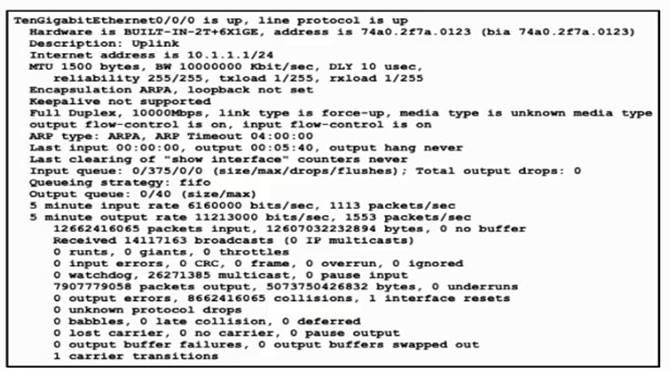 TenGigabitEthernet0/0/0 is up, line protocol is up
Hardware is BUILT-IN-2T+6X1GE, address is 74a0.2f7a.0123 (bia 74a0.2f7a.0123)
Description: Uplink
Internet address is 10.1.1.1/24
MTU 1500 bytes, BW 10000000 Kbit/sec, DLY 10 usec,
reliability 255/255, txload 1/255, rxload 1/255
Encapsulation ARPA, loopback not set
Keepalive not supported
Full Duplex, 10000Mbps, link type is force-up, media type is unknown media type
output flow-control is on, input flow-control is on
ARP type: ARPA, ARP Timeout 04:00:00
Last input 00:00:00, output 00:05:40, output hang never
Last clearing of "show interface" counters never
Input queue: 0/375/0/0 (size/max/drops/flushes); Total output drops: 0
Queueing strategy: fifo
Output queue: 0/40 (size/max)
5 minute input rate 6160000 bits/sec, 1113 packets/sec
5 minute output rate 11213000 bits/sec, 1553 packets/sec
12662416065 packets input, 12607032232894 bytes, 0 no buffer
Received 14117163 broadcasts (0 IP multicasts)
0 runts, 0 giants, 0 throttles
0 input errors, 0 CRC, 0 frame, 0 overrun, 0 ignored
0 watchdog, 26271385 multicast, 0 pause input
7907779058 packets output, 5073750426832 bytes, 0 underruns
0 output errors, 8662416065 collisions, 1 interface resets
0 unknown protocol drops
0 babbles, 0 late collision, 0 deferred
0 lost carrier, 0 no carrier, 0 pause output
0 output buffer failures, 0 output buffers swapped out
1 carrier transitions